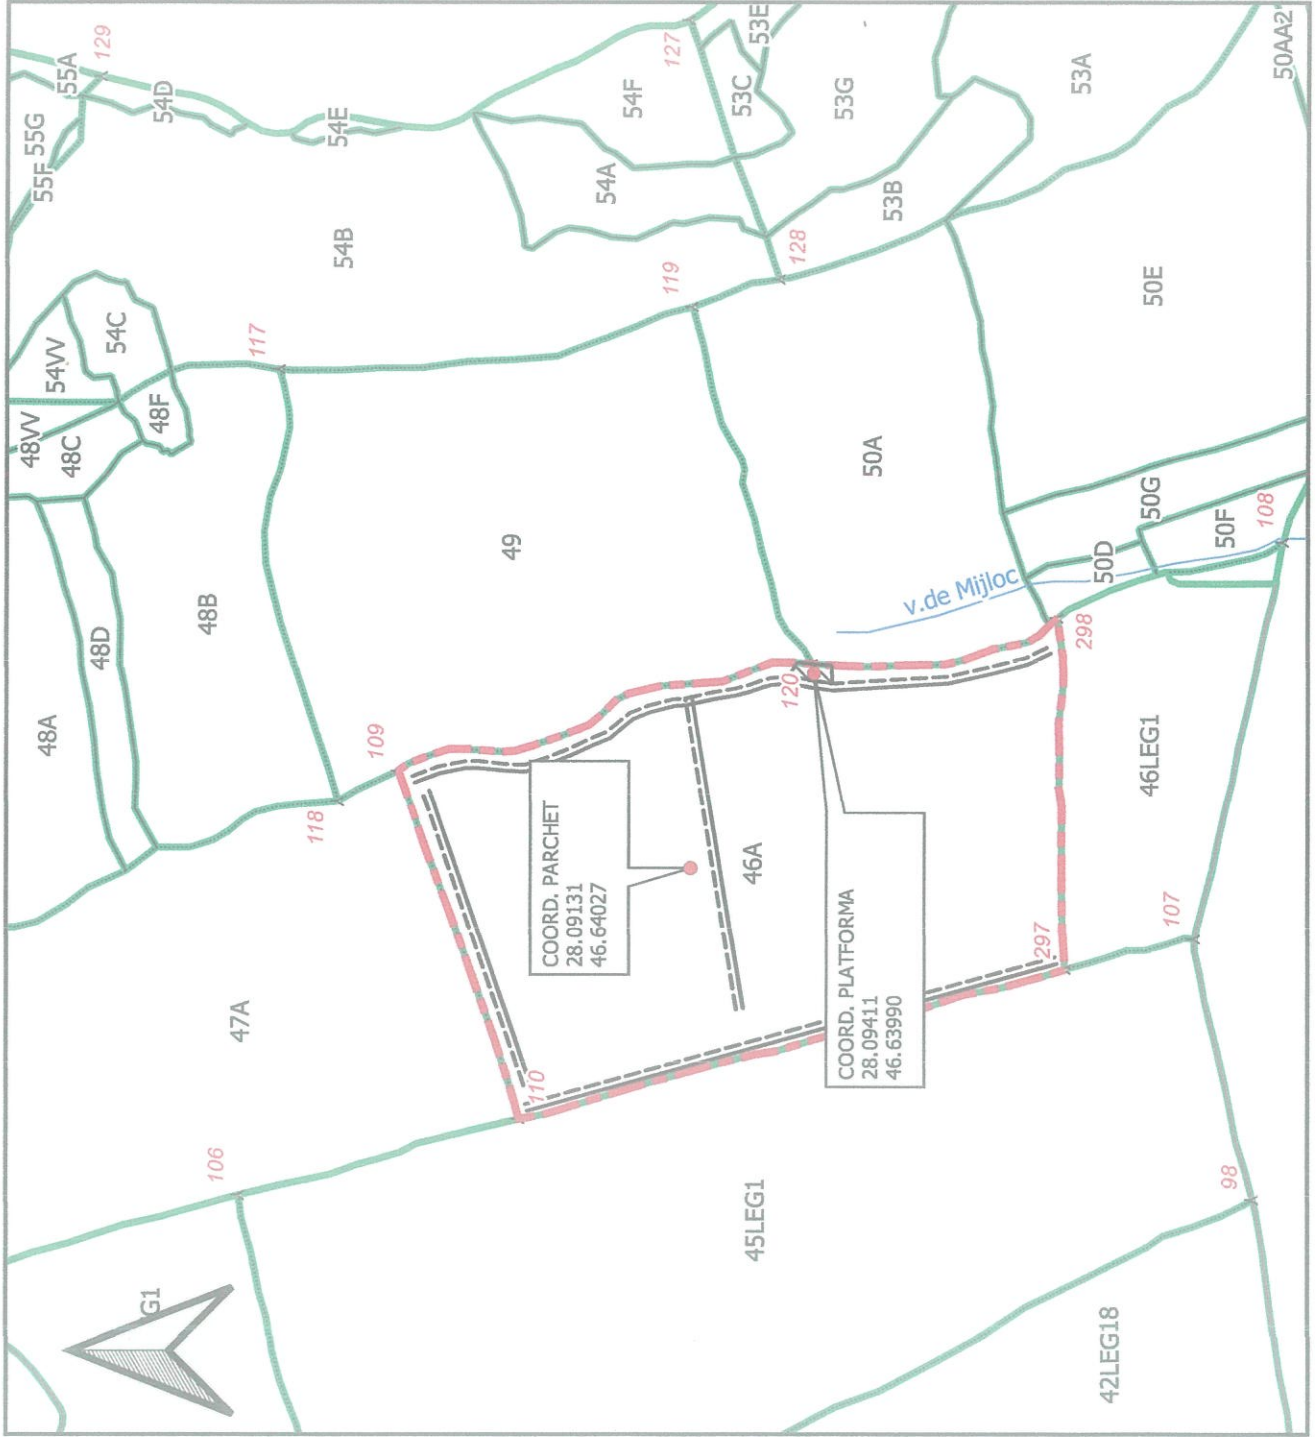 129
55A
55G
55F
54D
54E
127
53E
53C
54F
53G
50AA2
53A
54A
53B
54B
119
128
50E
54VV
54C
117
48VV
48C
48F
50A
50G
50F
108
49
50D
48D
48B
v.de Mijloc
298
120
48A
109
118
46LEG1
46A
COORD. PARCHET
28.09131
46.64027
107
297
COORD. PLATFORMA
28.09411
46.63990
47A
110
106
98
45LEG1
G1
42LEG18